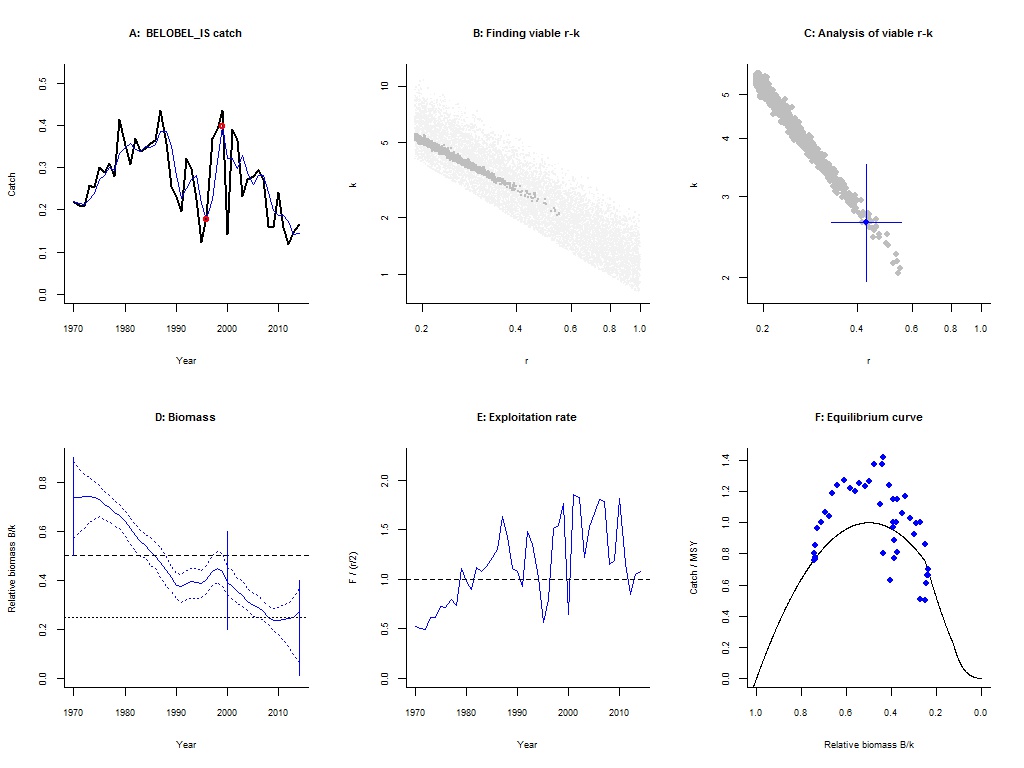 A: BELOBEL_IS catch
Catch
0.0 0.1 0.2 0.3 0.4 0.5
1970 1980 1990 2000 2010
Year
B: Finding viable r-k
k
1 2 5 10
0.2 0.4 0.6 0.8 1.0
r
C: Analysis of viable r-k
k
2 3 4 5
0.2 0.4 0.6 0.8 1.0
r
D: Biomass
Relative biomass B/k
0.0 0.2 0.4 0.6 0.8
1970 1980 1990 2000 2010
Year
E: Exploitation rate
F / (r/2)
0.0 0.5 1.0 1.5 2.0
1970 1980 1990 2000 2010
Year
F: Equilibrium curve
Catch / MSY
0.0 0.2 0.4 0.6 0.8 1.0 1.2 1.4
1.0 0.8 0.6 0.4 0.2 0.0
Relative biomass B/k